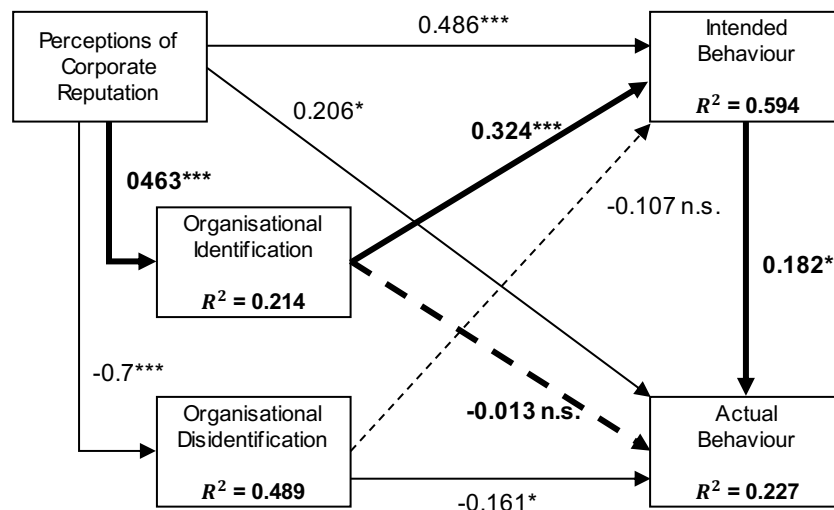 Perceptions of
Corporate
Reputation
0.486***
Intended
Behaviour
R² = 0.594
0.206*
0.324***
0463***
-0.107 n.s.
Organisational
Identification
R² = 0.214
0.182*
-0.7***
-0.013 n.s.
Organisational
Disidentification
R² = 0.489
-0.161*
Actual
Behaviour
R² = 0.227